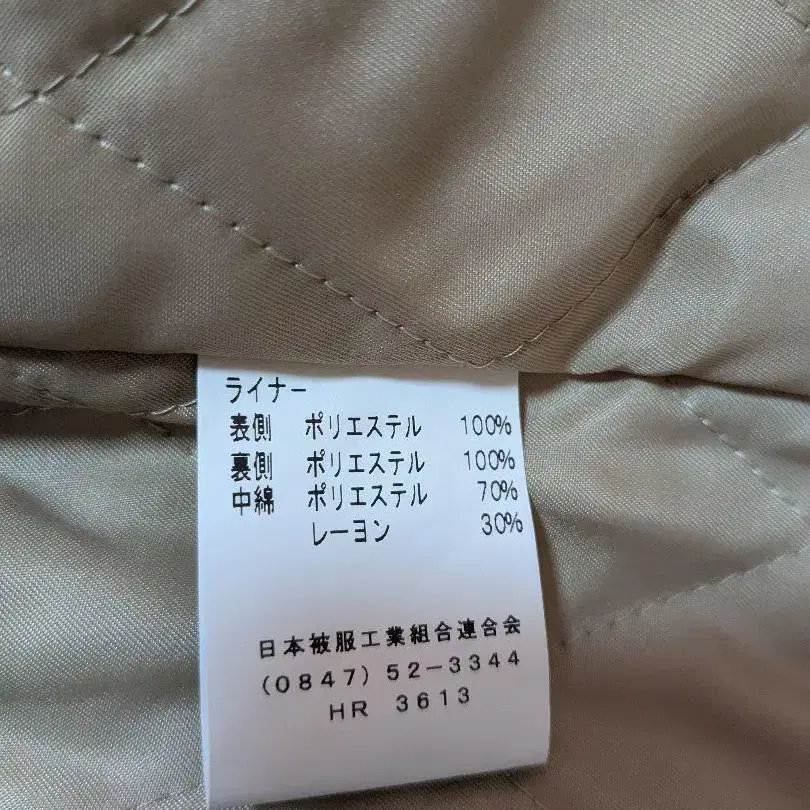 ライナー
表側 ポリエステル 100%
裏側 ポリエステル 100%
中綿 ポリエステル 70%
レーヨン 30%
日本被服工業組合連合会
(0847) 52-3344
HR 3613